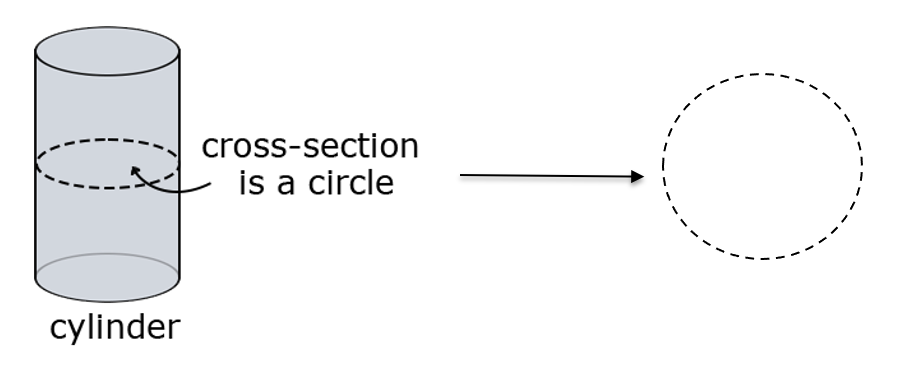 cross-section
is a circle
cylinder